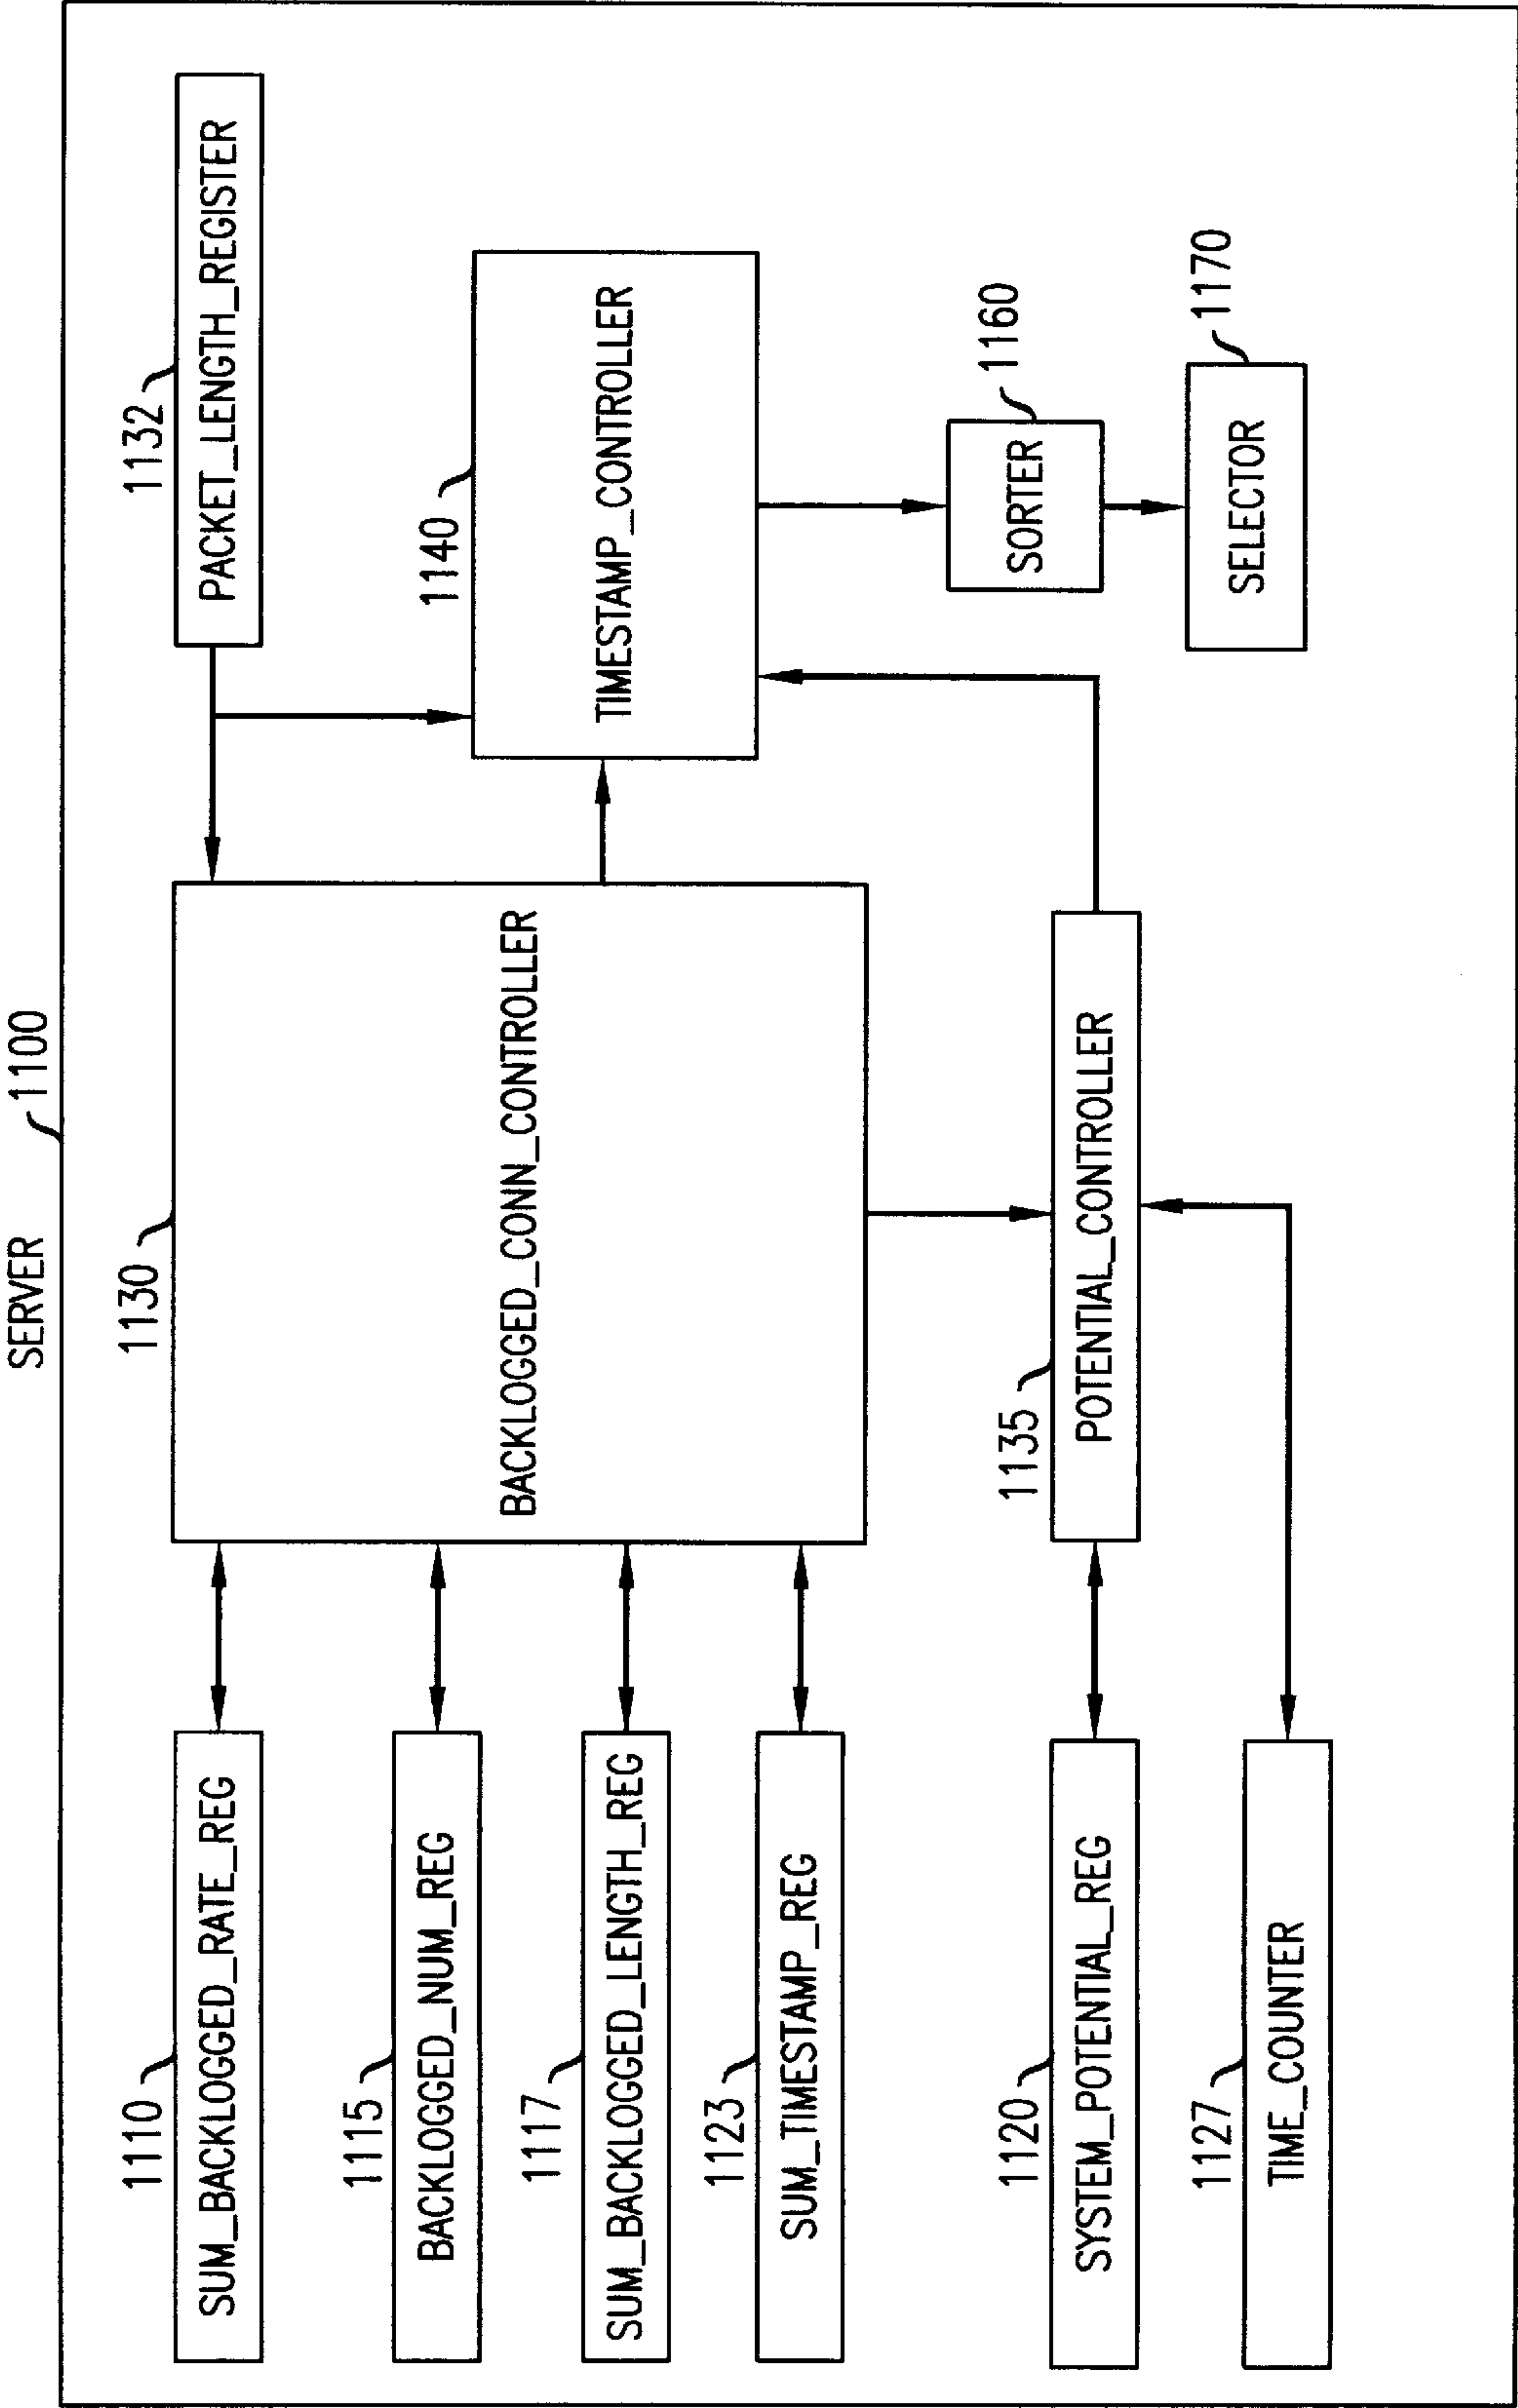 SERVER
1100
1110
SUM_BACKLOGGED_RATE_REG
1115
BACKLOGGED_NUM_REG
1117
SUM_BACKLOGGED_LENGTH_REG
1123
SUM_TIMESTAMP_REG
1120
SYSTEM_POTENTIAL_REG
1127
TIME_COUNTER
1130
BACKLOGGED_CONN_CONTROLLER
1135
POTENTIAL_CONTROLLER
1132
PACKET_LENGTH_REGISTER
1140
TIMESTAMP_CONTROLLER
1160
SORTER
1170
SELECTOR